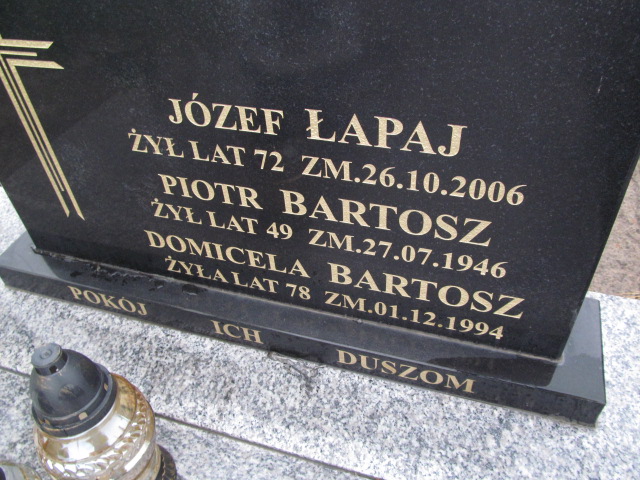 JÓZEF ŁAPAJ
ŻYŁ LAT 72 ZM.26.10.2006
PIOTR BARTOSZ
ŻYŁ LAT 49 ZM.27.07.1946
DOMICELA BARTOSZ
ŻYŁA LAT 78 ZM.01.12.1994
POKÓJ ICH DUSZOM